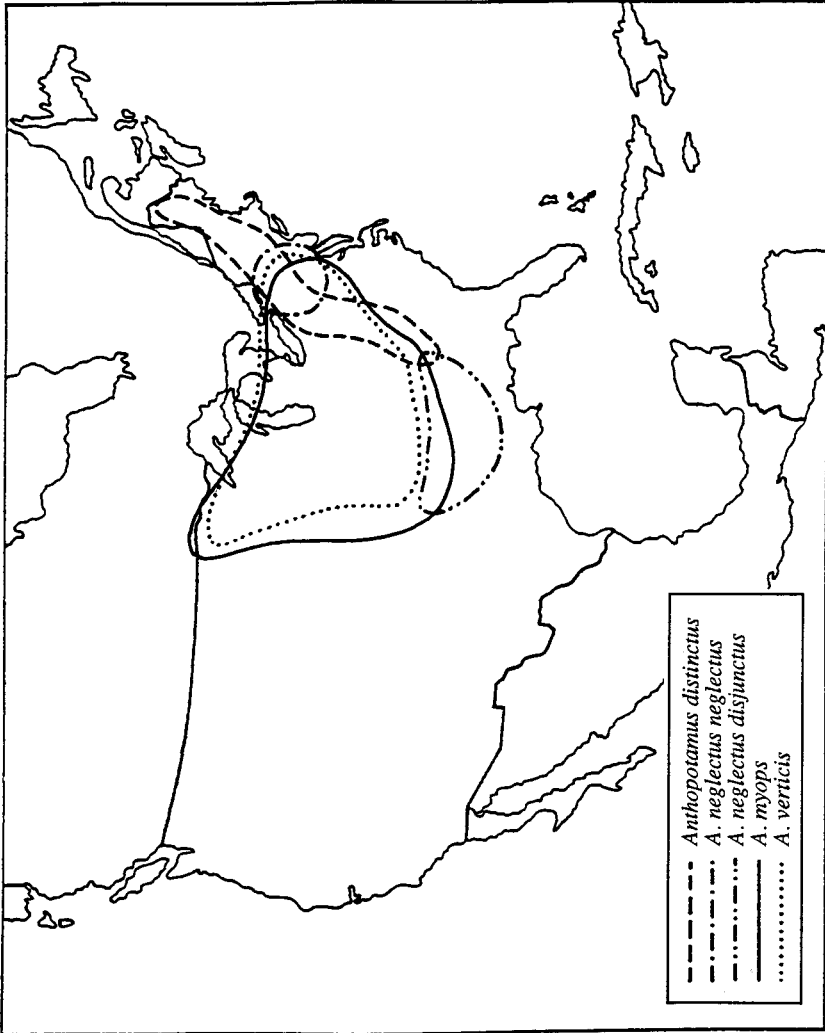 Anthopotamus distinctus
A. neglectus neglectus
A. neglectus disjunctus
A. myops
A. verticis